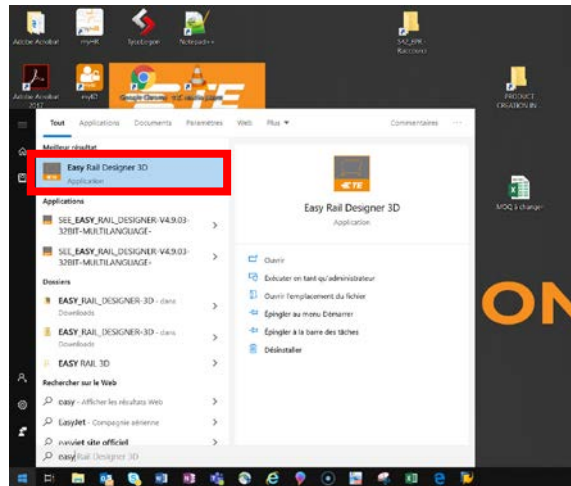 Adobe Acrobat
myHR
TycoLogon
Notepad++
SAZ_EPR -
Raccourci
Adobe Acrobat
2017
myID
Google Chrome
PRODUCT
CREATION IN ...
MOQ à changer
ON
Tout Applications Documents Paramètres Web Plus Commentaires ...
Meilleur résultat
Easy Rail Designer 3D
Application
Applications
SEE_EASY_RAIL_DESIGNER-V4.9.03-
32BIT-MULTILANGUAGE-
SEE_EASY_RAIL_DESIGNER-V4.9.03-
32BIT-MULTILANGUAGE-
Dossiers
EASY_RAIL_DESIGNER-3D - dans
Downloads
EASY_RAIL_DESIGNER-3D - dans
Downloads
EASY RAIL 3D
Rechercher sur le Web
easy - Afficher les résultats Web
EasyJet - Compagnie aérienne
easyjet site officiel
easy Rail Designer 3D
TE
Easy Rail Designer 3D
Application
Ouvrir
Exécuter en tant qu'administrateur
Ouvrir l'emplacement du fichier
Épingler au menu Démarrer
Épingler à la barre des tâches
Désinstaller